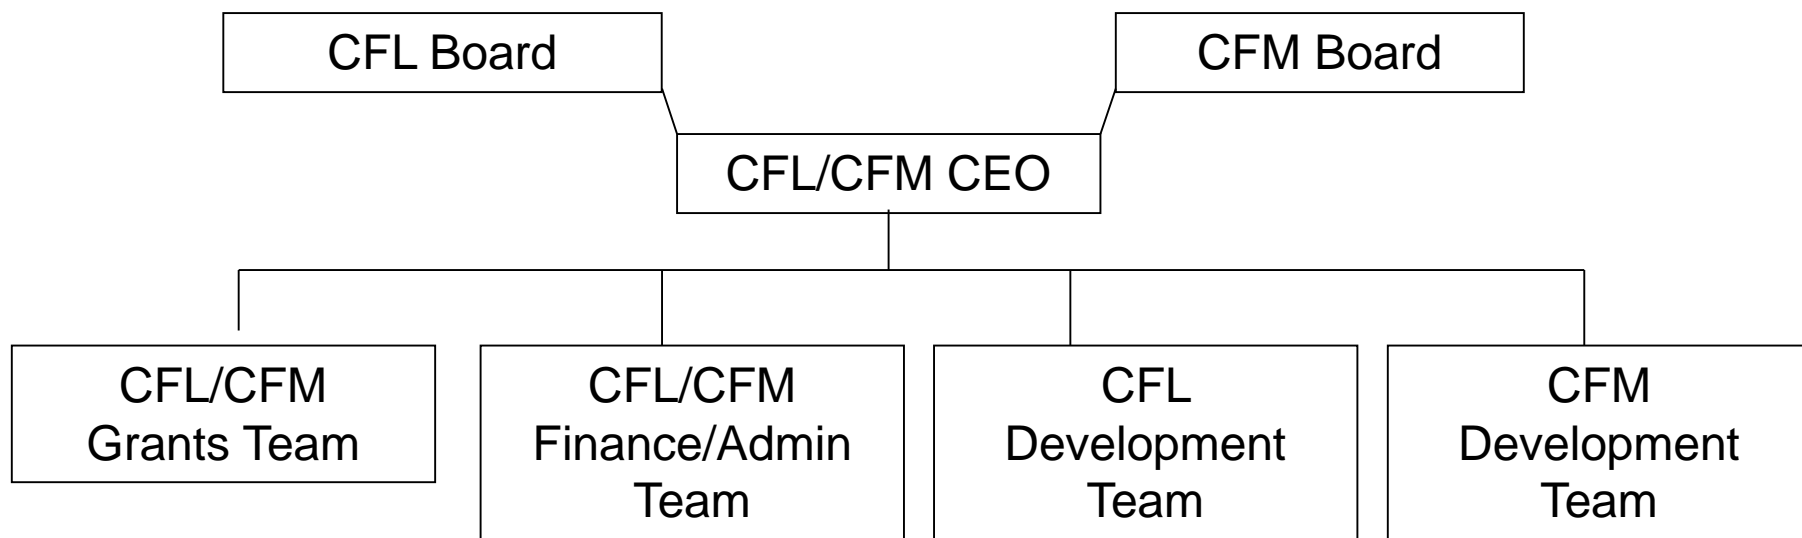 CFL Board
CFM Board
CFL/CFM CEO
CFL/CFM
Grants Team
CFL/CFM
Finance/Admin
Team
CFL
Development
Team
CFM
Development
Team